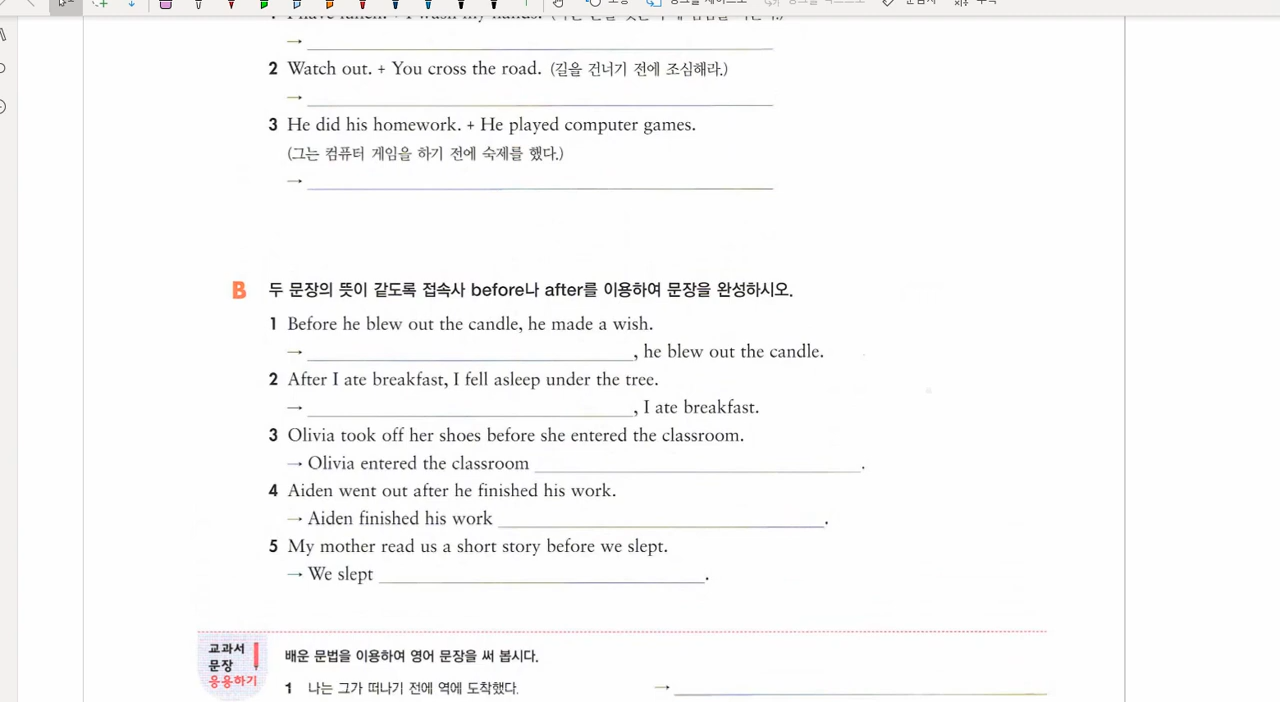 2 Watch out. + You cross the road. (길을 건너기 전에 조심해라.)
→
3 He did his homework. + He played computer games.
(그는 컴퓨터 게임을 하기 전에 숙제를 했다.)
→
B 두 문장의 뜻이 같도록 접속사 before나 after를 이용하여 문장을 완성하시오.
1 Before he blew out the candle, he made a wish.
→ , he blew out the candle.
2 After I ate breakfast, I fell asleep under the tree.
→ , I ate breakfast.
3 Olivia took off her shoes before she entered the classroom.
→ Olivia entered the classroom .
4 Aiden went out after he finished his work.
→ Aiden finished his work .
5 My mother read us a short story before we slept.
→ We slept .
교과서
문장
응용하기
배운 문법을 이용하여 영어 문장을 써 봅시다.
1 나는 그가 떠나기 전에 역에 도착했다. →